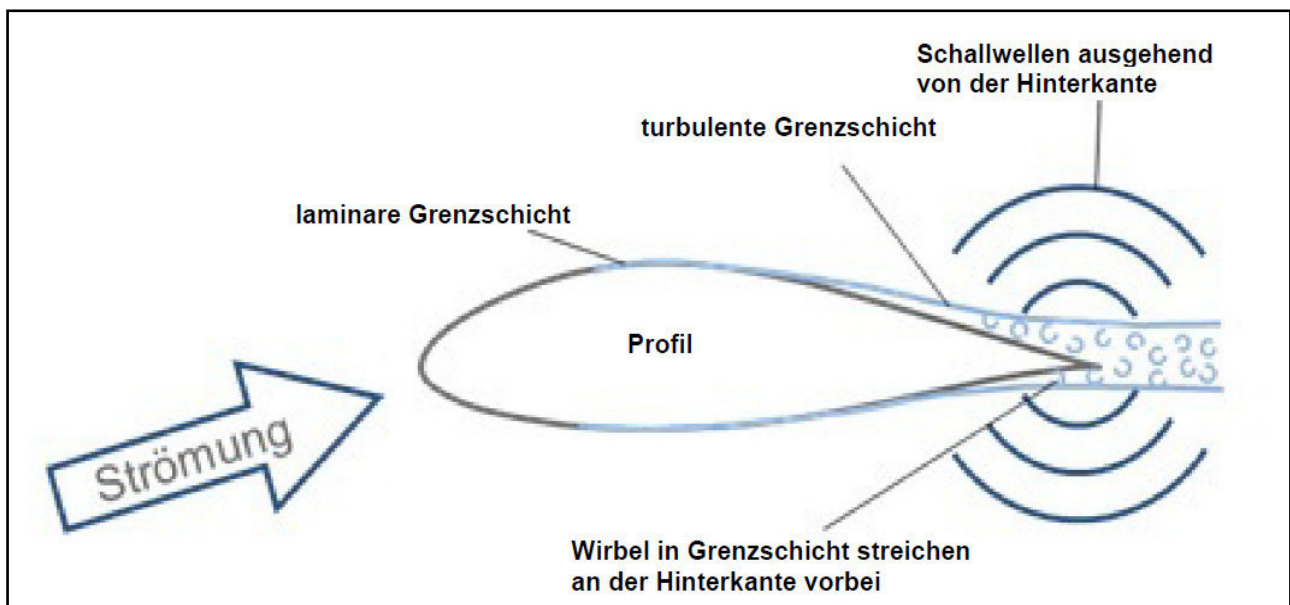 Schallwellen ausgehend
von der Hinterkante
turbulente Grenzschicht
laminare Grenzschicht
Profil
Strömung
Wirbel in Grenzschicht streichen
an der Hinterkante vorbei